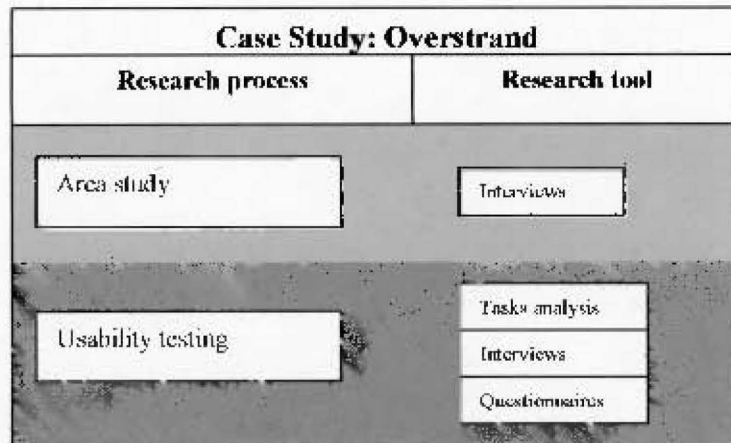 Case Study: Overstrand
Research process
Research tool
Area study
Interviews
Usability testing
Tasks analysis
Interviews
Questionnaires